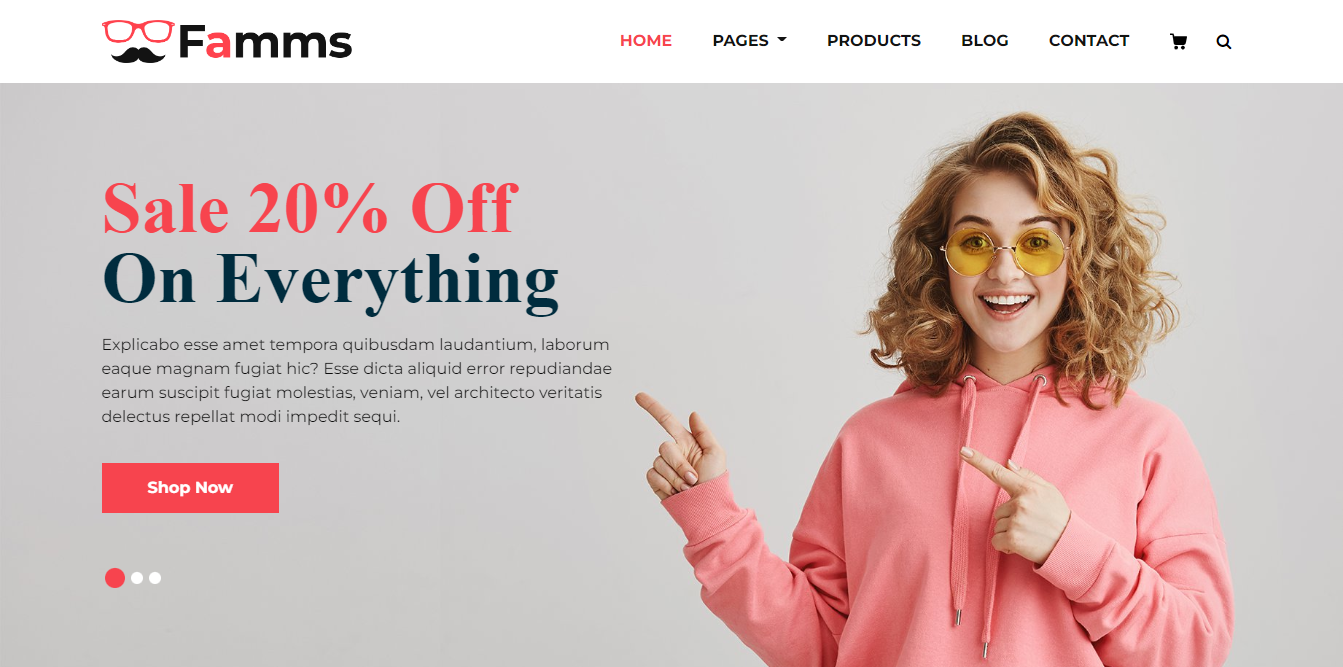 Famms
HOME PAGES PRODUCTS BLOG CONTACT
Sale 20% Off
On Everything
Explicabo esse amet tempora quibusdam laudantium, laborum
eaque magnam fugiat hic? Esse dicta aliquid error repudiandae
earum suscipit fugiat molestias, veniam, vel architecto veritatis
delectus repellat modi impedit sequi.
Shop Now